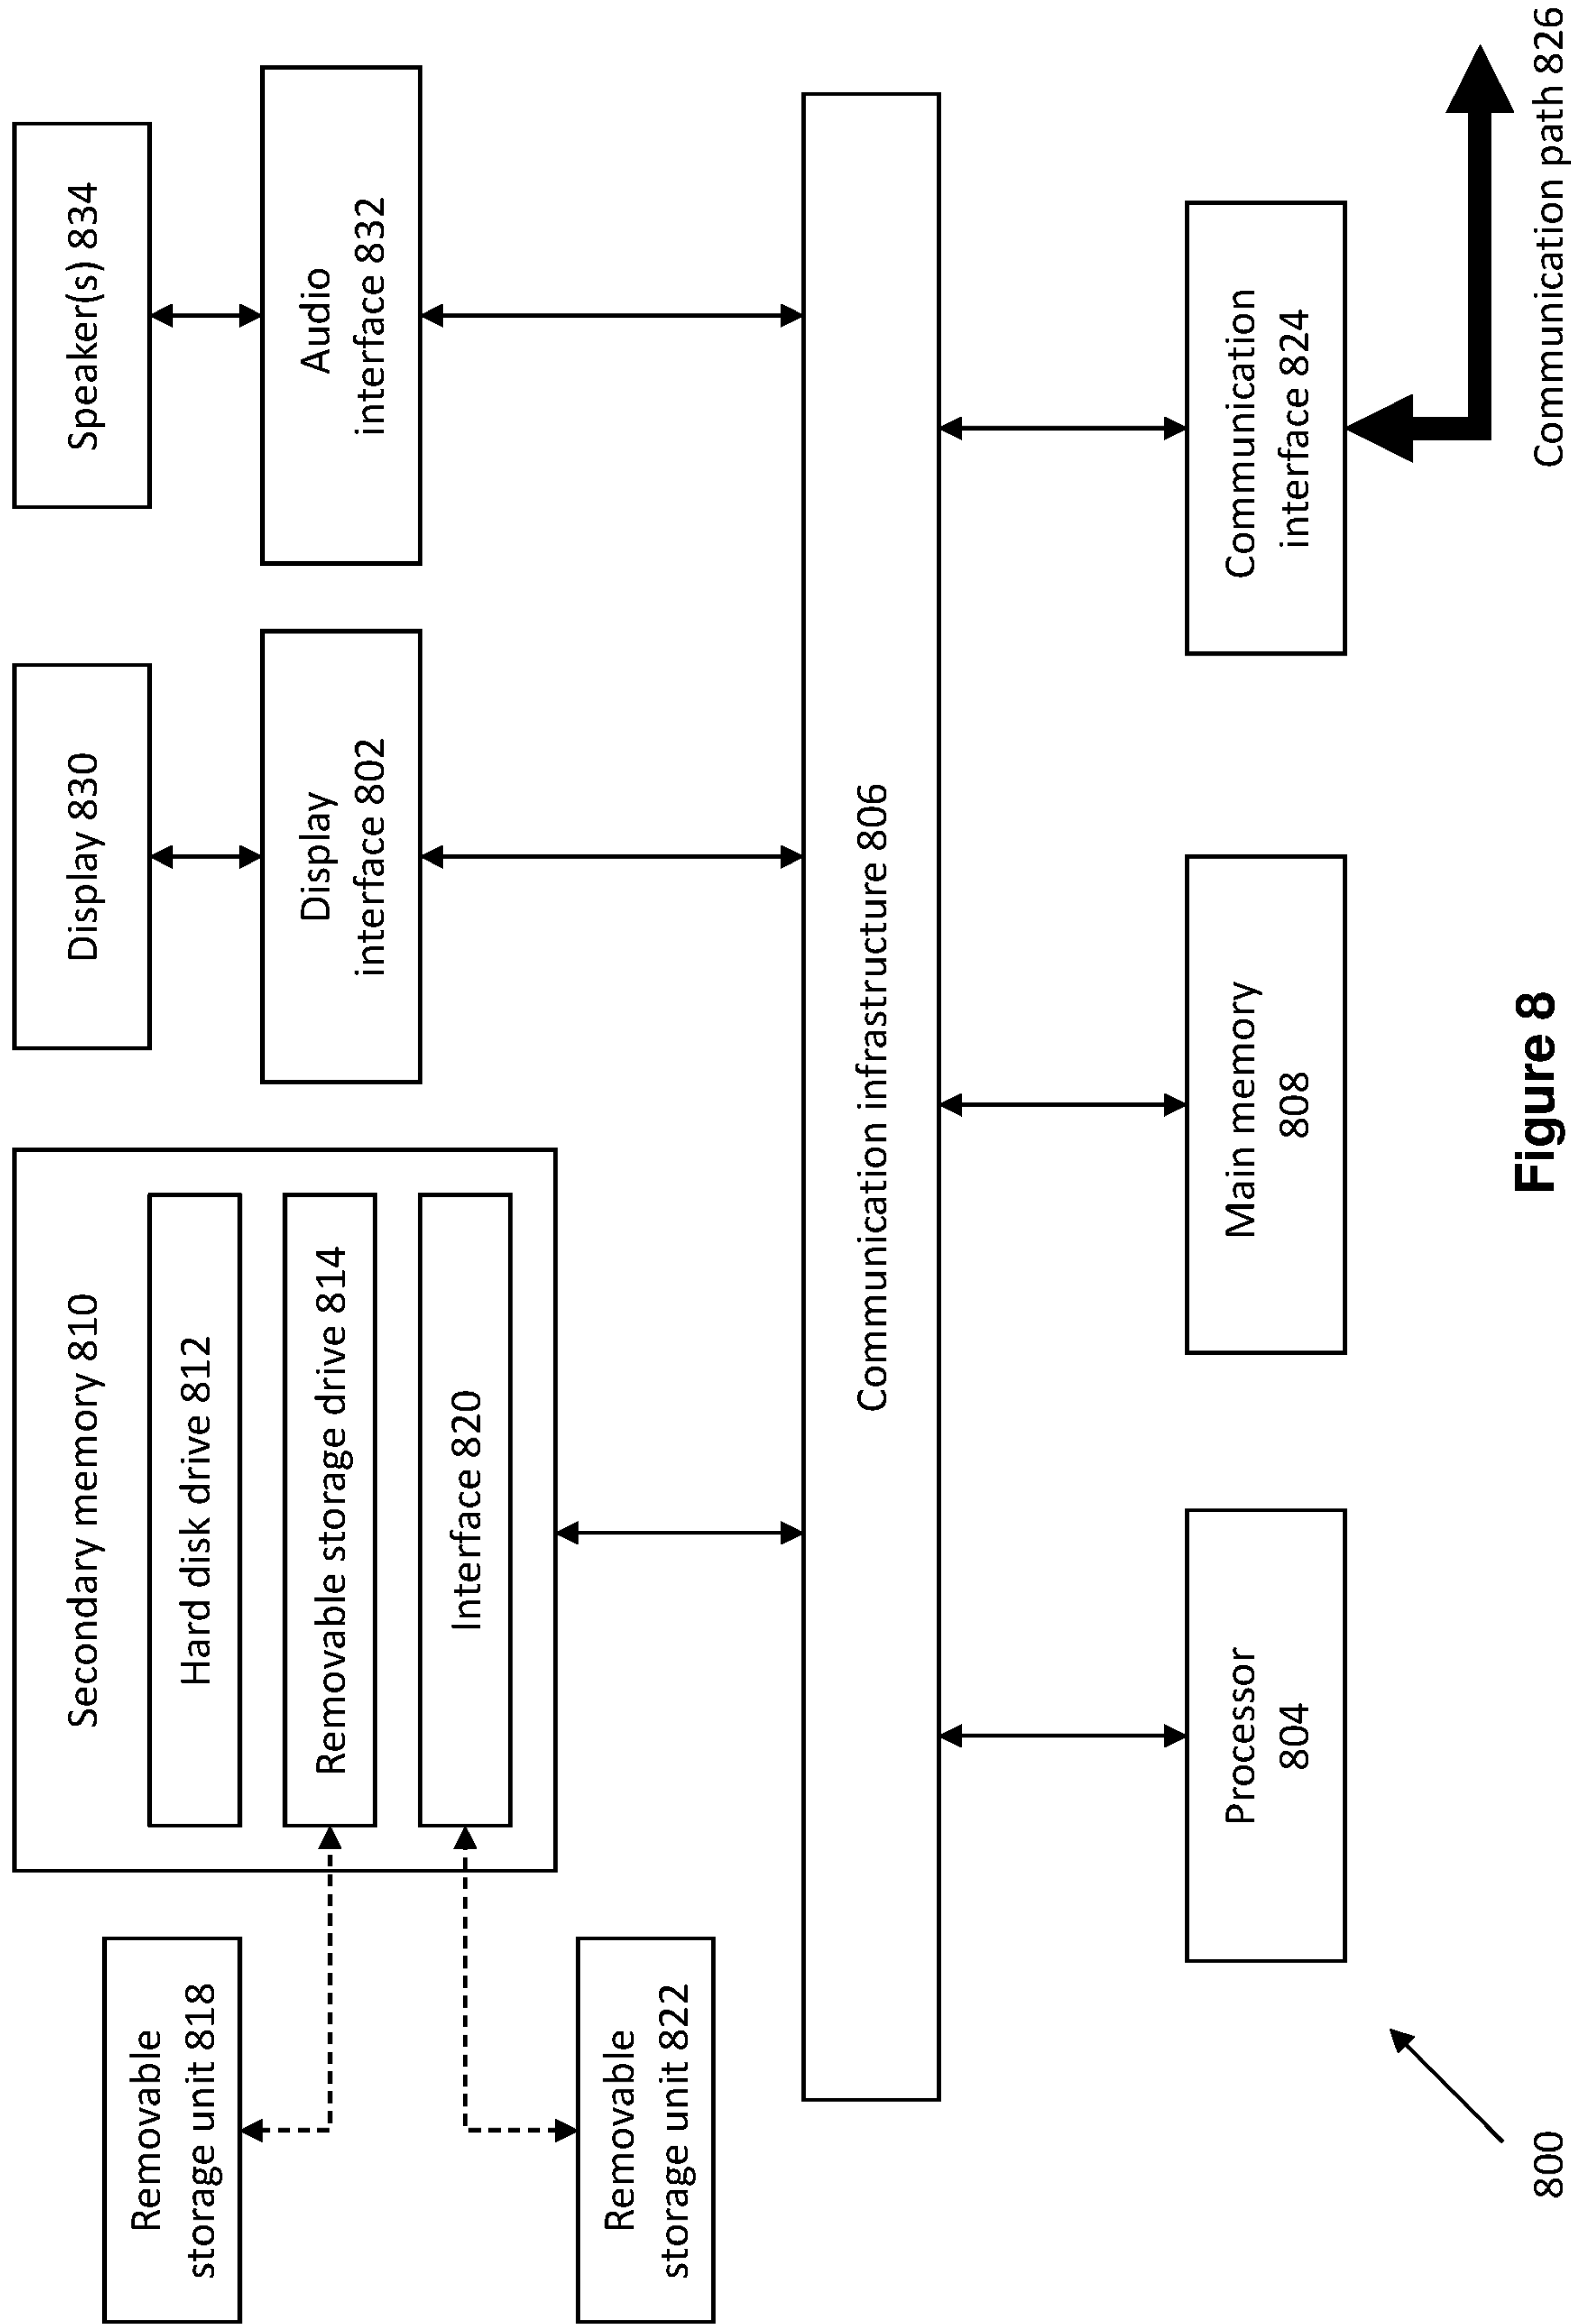 Removable
storage unit 818
Removable
storage unit 822
Secondary memory 810
Hard disk drive 812
Removable storage drive 814
Interface 820
Display 830
Display
interface 802
Speaker(s) 834
Audio
interface 832
Communication infrastructure 806
Processor
804
Main memory
808
Communication
interface 824
Communication path 826
800
Figure 8